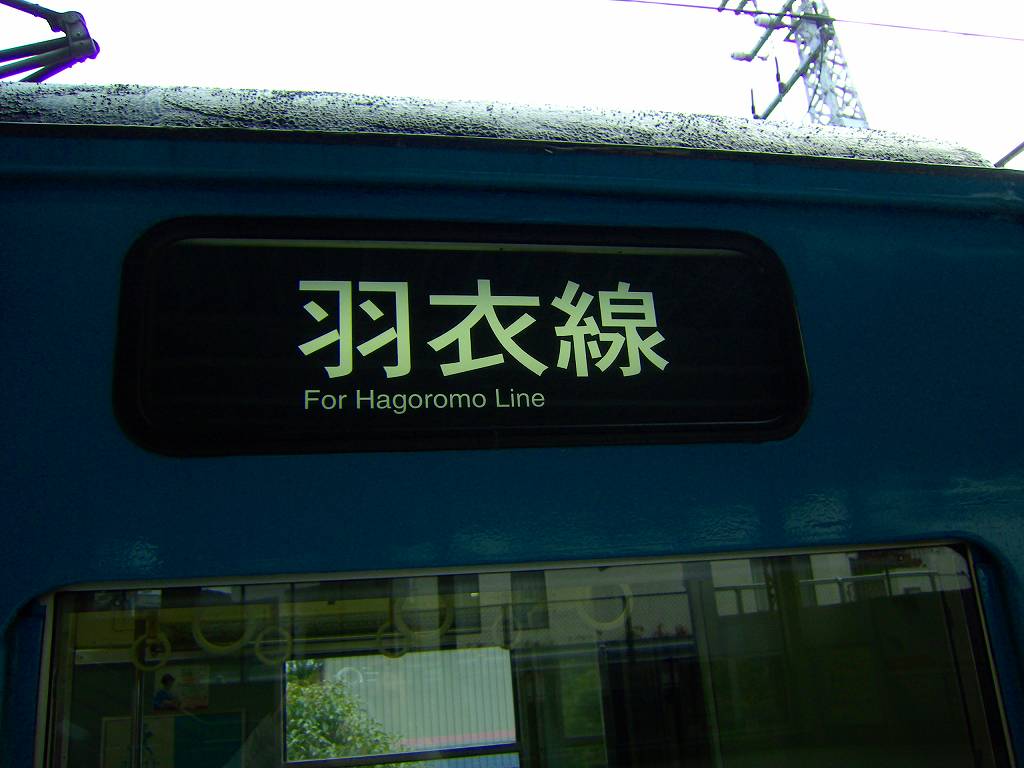 羽衣線
For Hagoromo Line